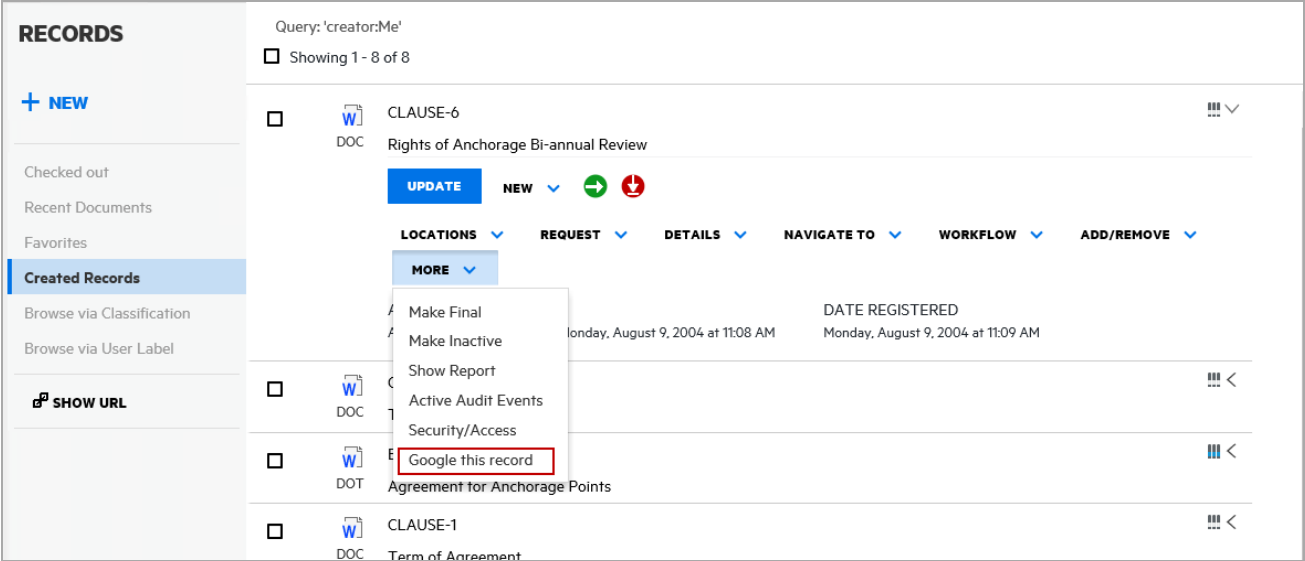 RECORDS
+ NEW
Checked out
Recent Documents
Favorites
Created Records
Browse via Classification
Browse via User Label
SHOW URL
Query: 'creator:Me'
Showing 1 - 8 of 8
CLAUSE-6
DOC
Rights of Anchorage Bi-annual Review
UPDATE NEW
LOCATIONS REQUEST DETAILS NAVIGATE TO WORKFLOW ADD/REMOVE
MORE
Make Final
Make Inactive
Show Report
Active Audit Events
Security/Access
Google this record
DATE REGISTERED
onday, August 9, 2004 at 11:08 AM Monday, August 9, 2004 at 11:09 AM
DOC
DOT
Agreement for Anchorage Points
CLAUSE-1
DOC
Term of Agreement